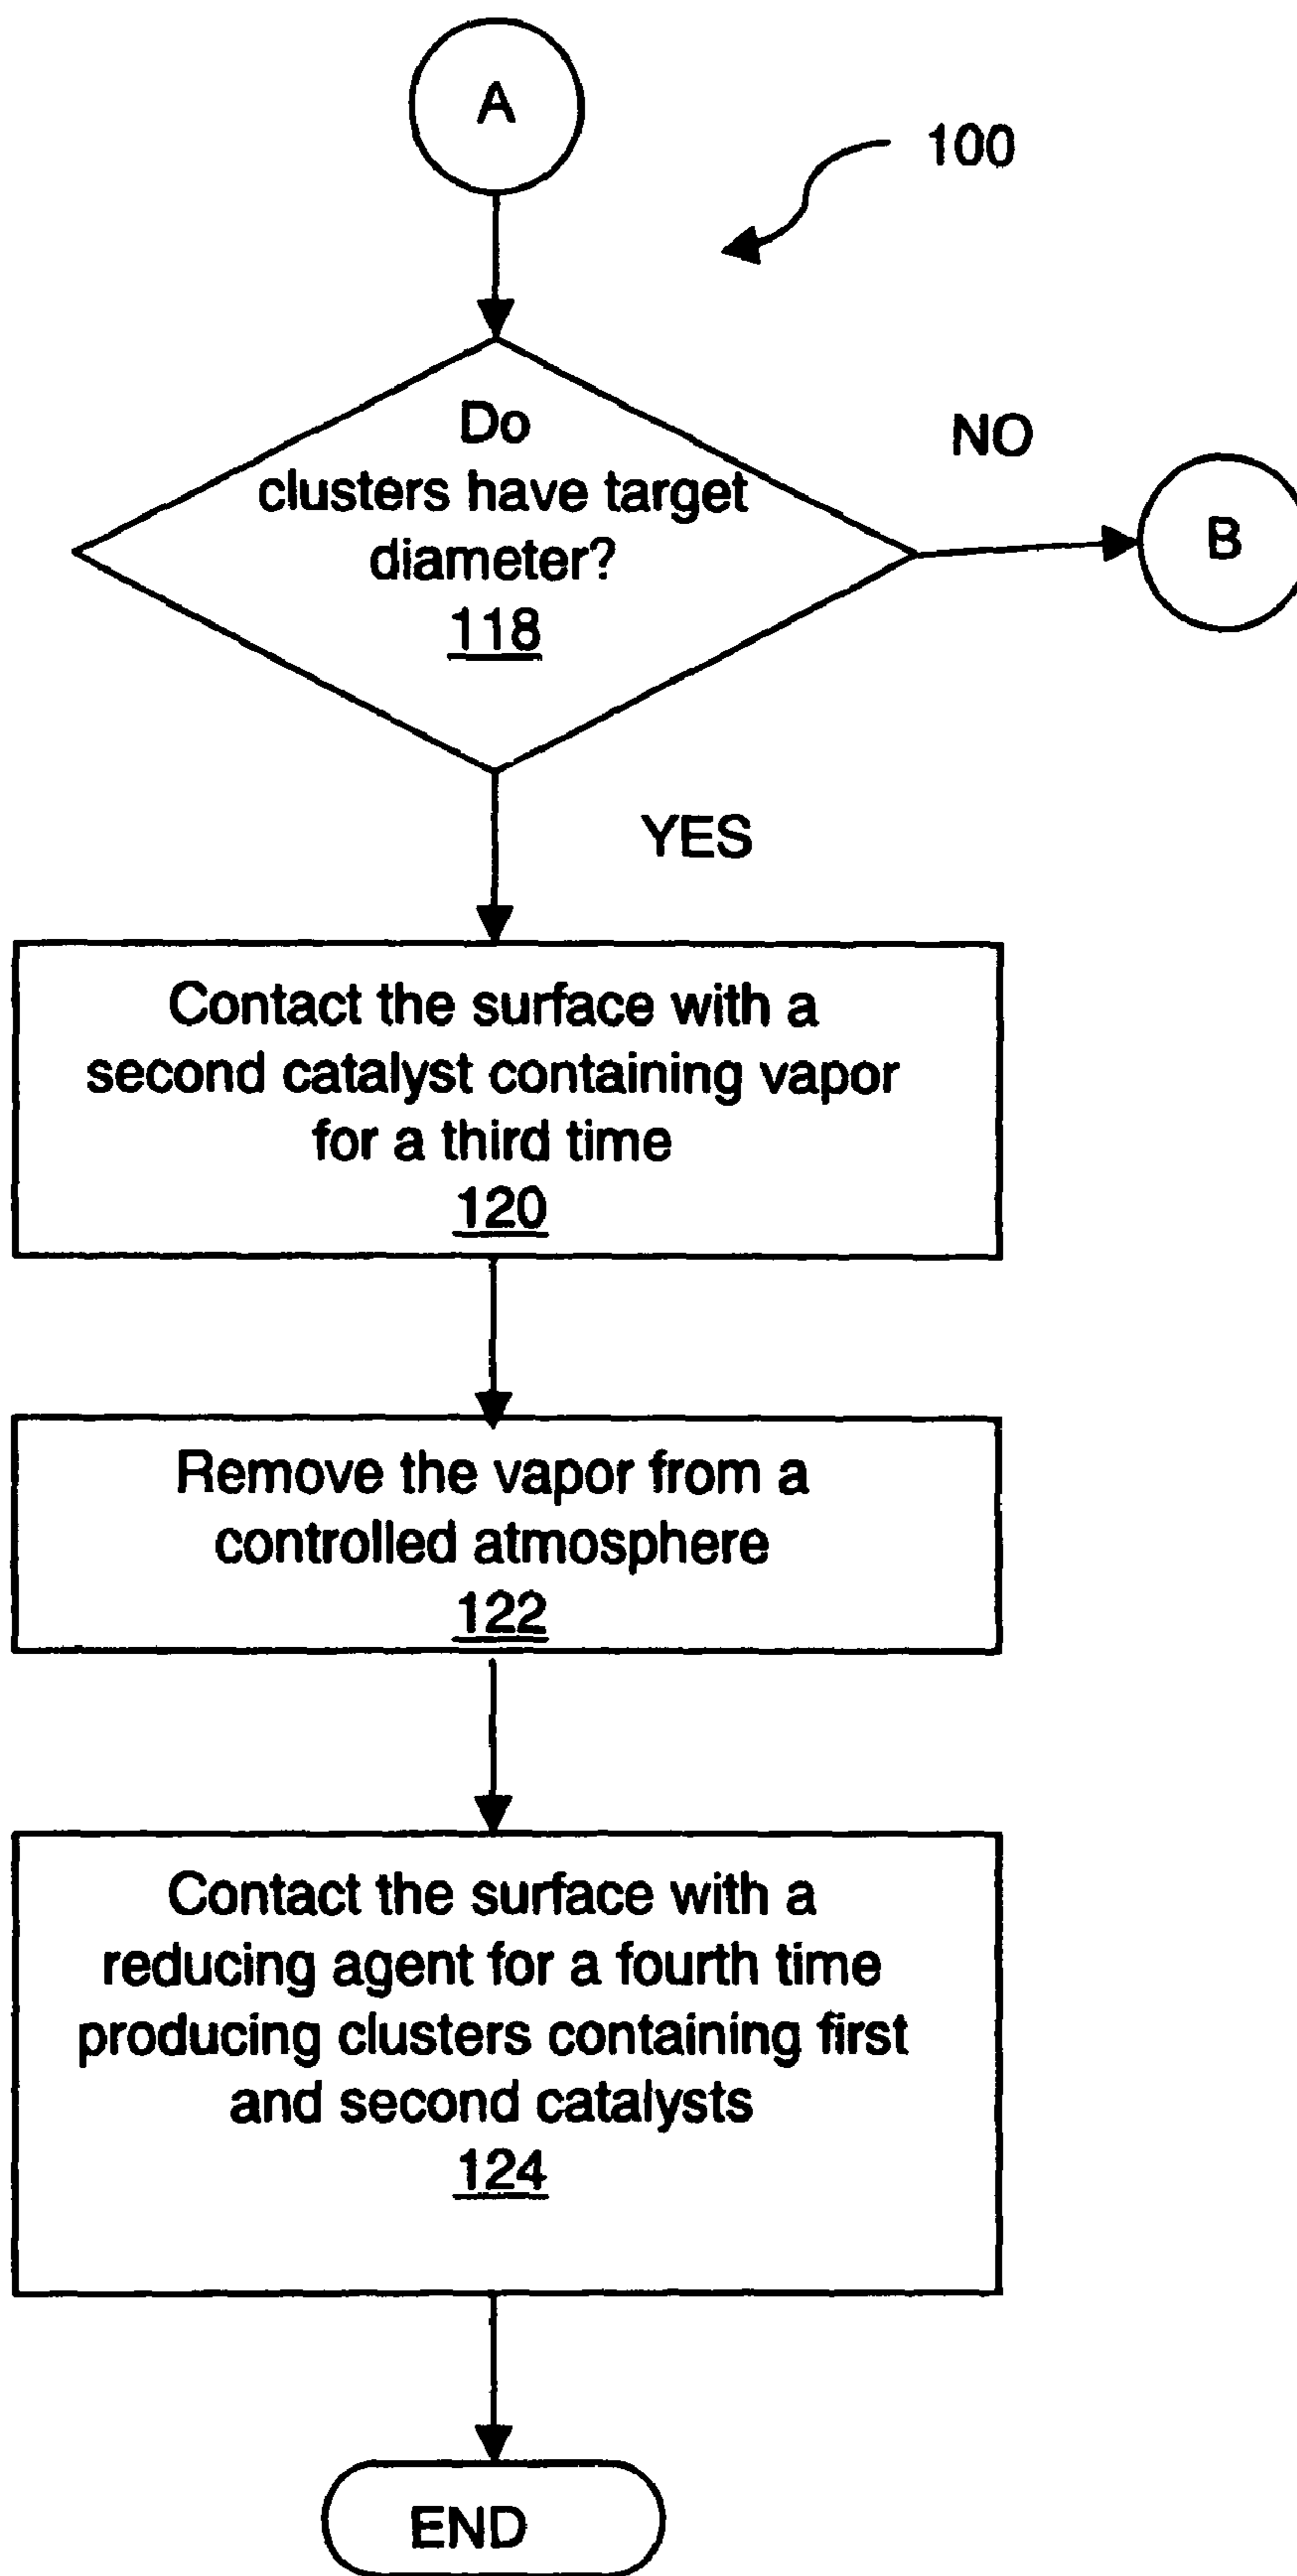 A
100
Do
clusters have target
diameter?
118
NO
B
YES
Contact the surface with a
second catalyst containing vapor
for a third time
120
Remove the vapor from a
controlled atmosphere
122
Contact the surface with a
reducing agent for a fourth time
producing clusters containing first
and second catalysts
124
END